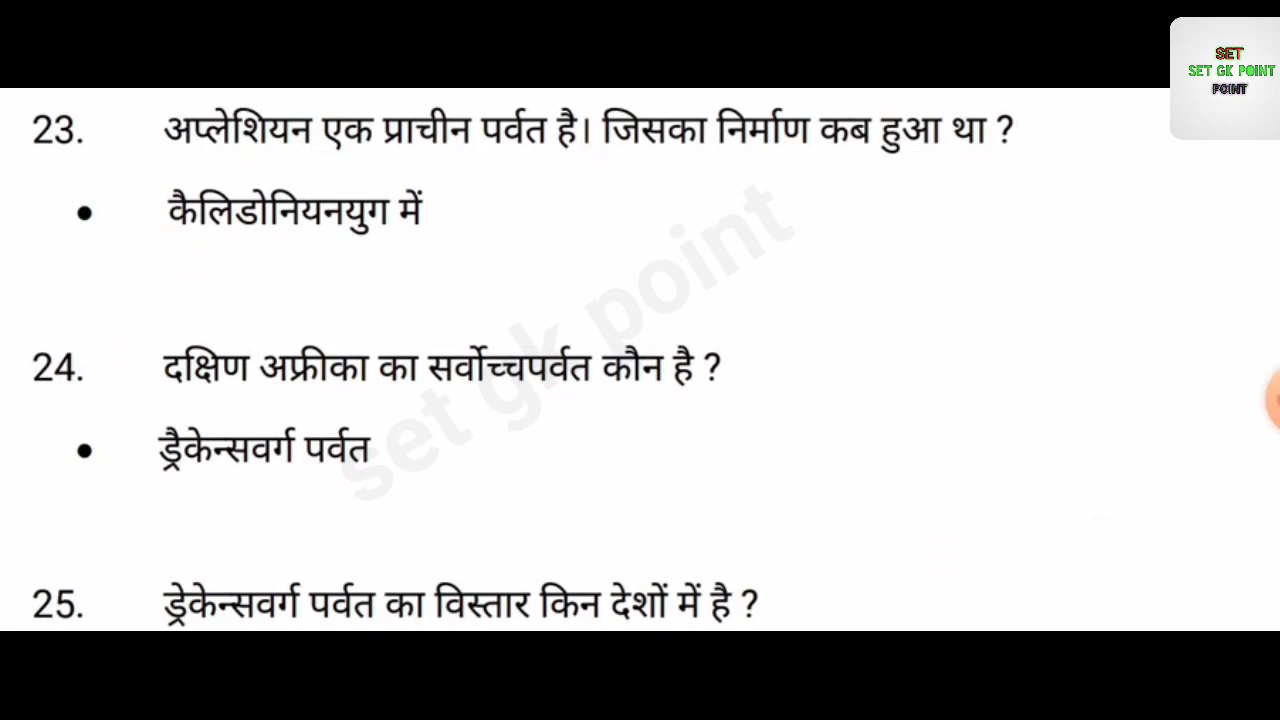 SET
SET GK POINT
POINT
23. अप्लेशियन एक प्राचीन पर्वत है। जिसका निर्माण कब हुआ था ?
• कैलिडोनियनयुग में
24. दक्षिण अफ्रीका का सर्वोच्चपर्वत कौन है ?
• ड्रैकेन्सवर्ग पर्वत
25. ड्रेकेन्सवर्ग पर्वत का विस्तार किन देशों में है ?
set gk point